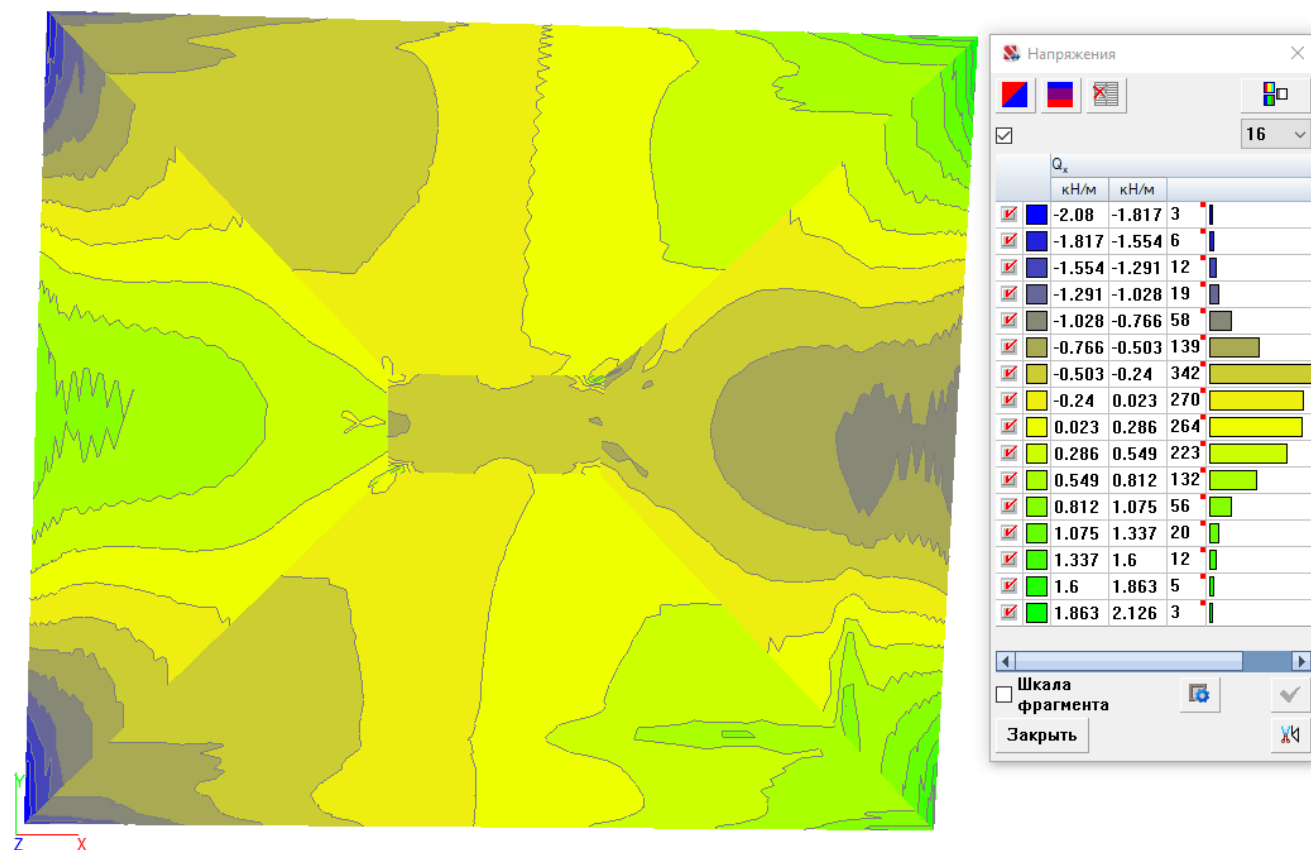 Напряжения
16
Qx
кН/м кН/м
-2.08 -1.817 3
-1.817 -1.554 6
-1.554 -1.291 12
-1.291 -1.028 19
-1.028 -0.766 58
-0.766 -0.503 139
-0.503 -0.24 342
-0.24 0.023 270
0.023 0.286 264
0.286 0.549 223
0.549 0.812 132
0.812 1.075 56
1.075 1.337 20
1.337 1.6 12
1.6 1.863 5
1.863 2.126 3
Шкала
фрагмента
Закрыть
Y
Z X